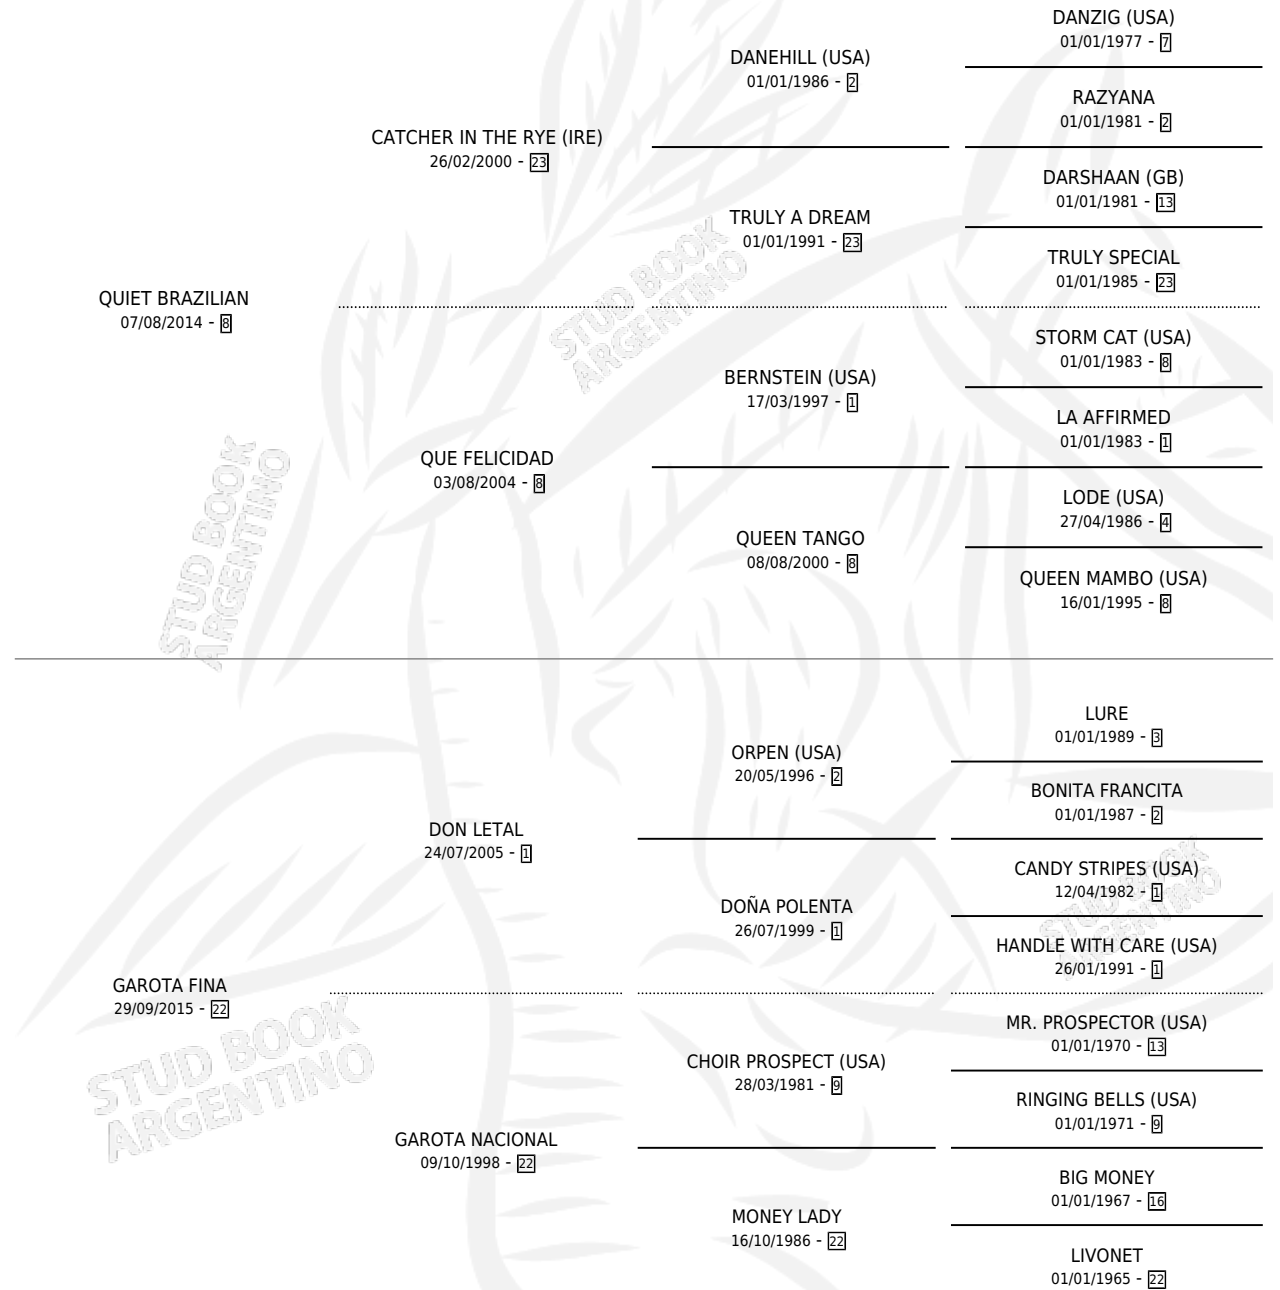 DANZIG (USA)
01/01/1977 - 7
DANEHILL (USA)
01/01/1986 - 2
RAZYANA
01/01/1981 - 2
CATCHER IN THE RYE (IRE)
26/02/2000 - 23
DARSHAAN (GB)
01/01/1981 - 13
TRULY A DREAM
01/01/1991 - 23
TRULY SPECIAL
01/01/1985 - 23
QUIET BRAZILIAN
07/08/2014 - 8
STORM CAT (USA)
01/01/1983 - 8
BERNSTEIN (USA)
17/03/1997 - 1
LA AFFIRMED
01/01/1983 - 1
QUE FELICIDAD
03/08/2004 - 8
LODE (USA)
27/04/1986 - 4
QUEEN TANGO
08/08/2000 - 8
QUEEN MAMBO (USA)
16/01/1995 - 8
LURE
01/01/1989 - 3
ORPEN (USA)
20/05/1996 - 2
BONITA FRANCITA
01/01/1987 - 2
DON LETAL
24/07/2005 - 1
CANDY STRIPES (USA)
12/04/1982 - 1
DOÑA POLENTA
26/07/1999 - 1
HANDLE WITH CARE (USA)
26/01/1991 - 1
GAROTA FINA
29/09/2015 - 22
MR. PROSPECTOR (USA)
01/01/1970 - 13
CHOIR PROSPECT (USA)
28/03/1981 - 9
RINGING BELLS (USA)
01/01/1971 - 9
GAROTA NACIONAL
09/10/1998 - 22
BIG MONEY
01/01/1967 - 16
MONEY LADY
16/10/1986 - 22
LIVONET
01/01/1965 - 22
STUD BOOK
ARGENTINO
STUD BOOK
ARGENTINO
STUD BOOK
ARGENTINO
STUD BOOK
ARGENTINO